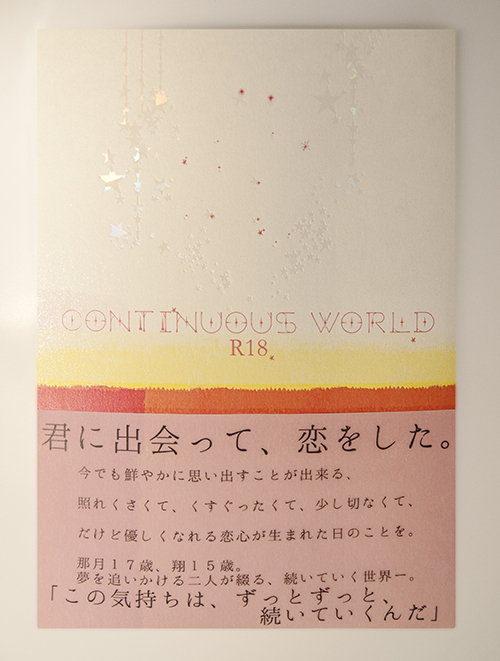 CONTINUOUS WORLD
R18
君に出会って、恋をした。
今でも鮮やかに思い出すことが出来る、
照れくさくて、くすぐったくて、少し切なくて、
だけど優しくなれる恋心が生まれた日のことを。
那月17歳、翔15歳。
夢を追いかける二人が綴る、続いていく世界ー。
「この気持ちは、ずっとずっと、
続いていくんだ」